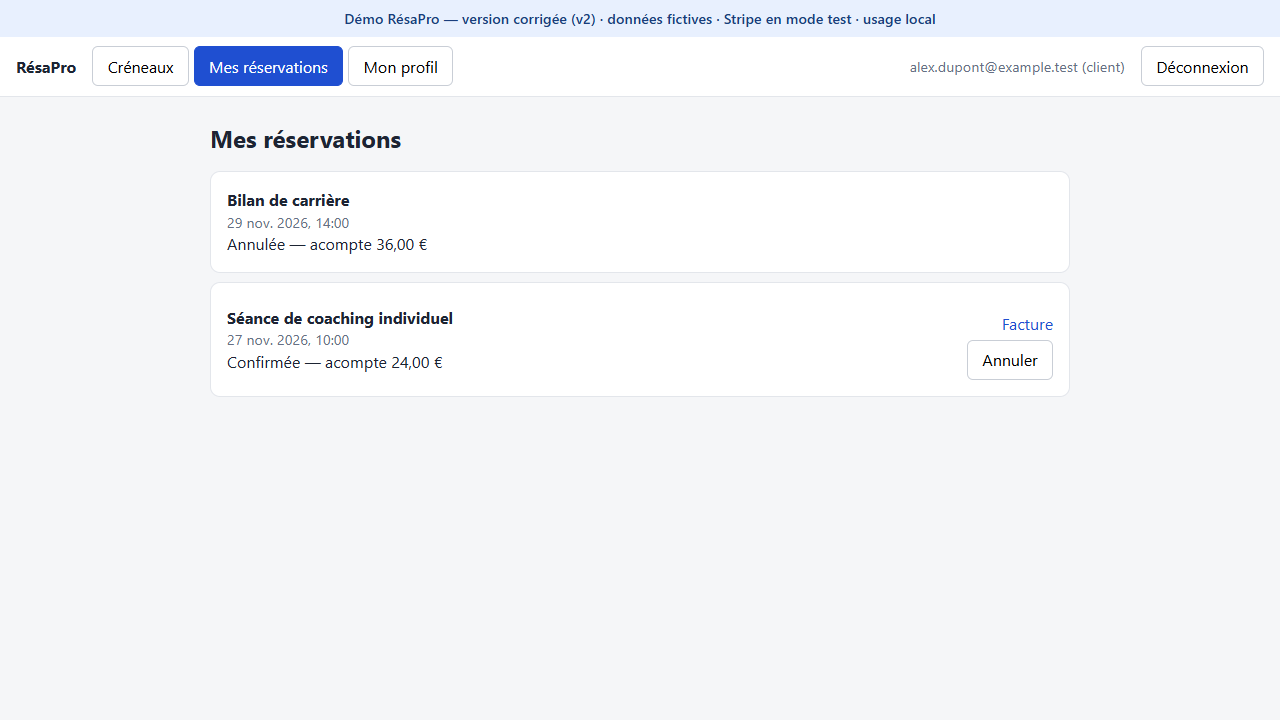 Démo RésaPro — version corrigée (v2) · données fictives · Stripe en mode test · usage local
RésaPro Créneaux Mes réservations Mon profil alex.dupont@example.test (client) Déconnexion
Mes réservations
Bilan de carrière
29 nov. 2026, 14:00
Annulée — acompte 36,00 €
Séance de coaching individuel
27 nov. 2026, 10:00
Confirmée — acompte 24,00 €
Facture
Annuler